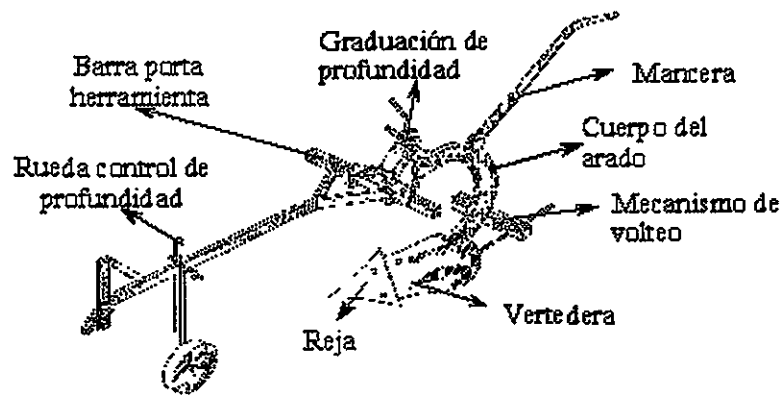 Graduación de
profundidad
Barra porta
herramienta
Mancera
Cuerpo del
arado
Rueda control de
profundidad
Mecanismo de
volteo
Vertedera
Reja